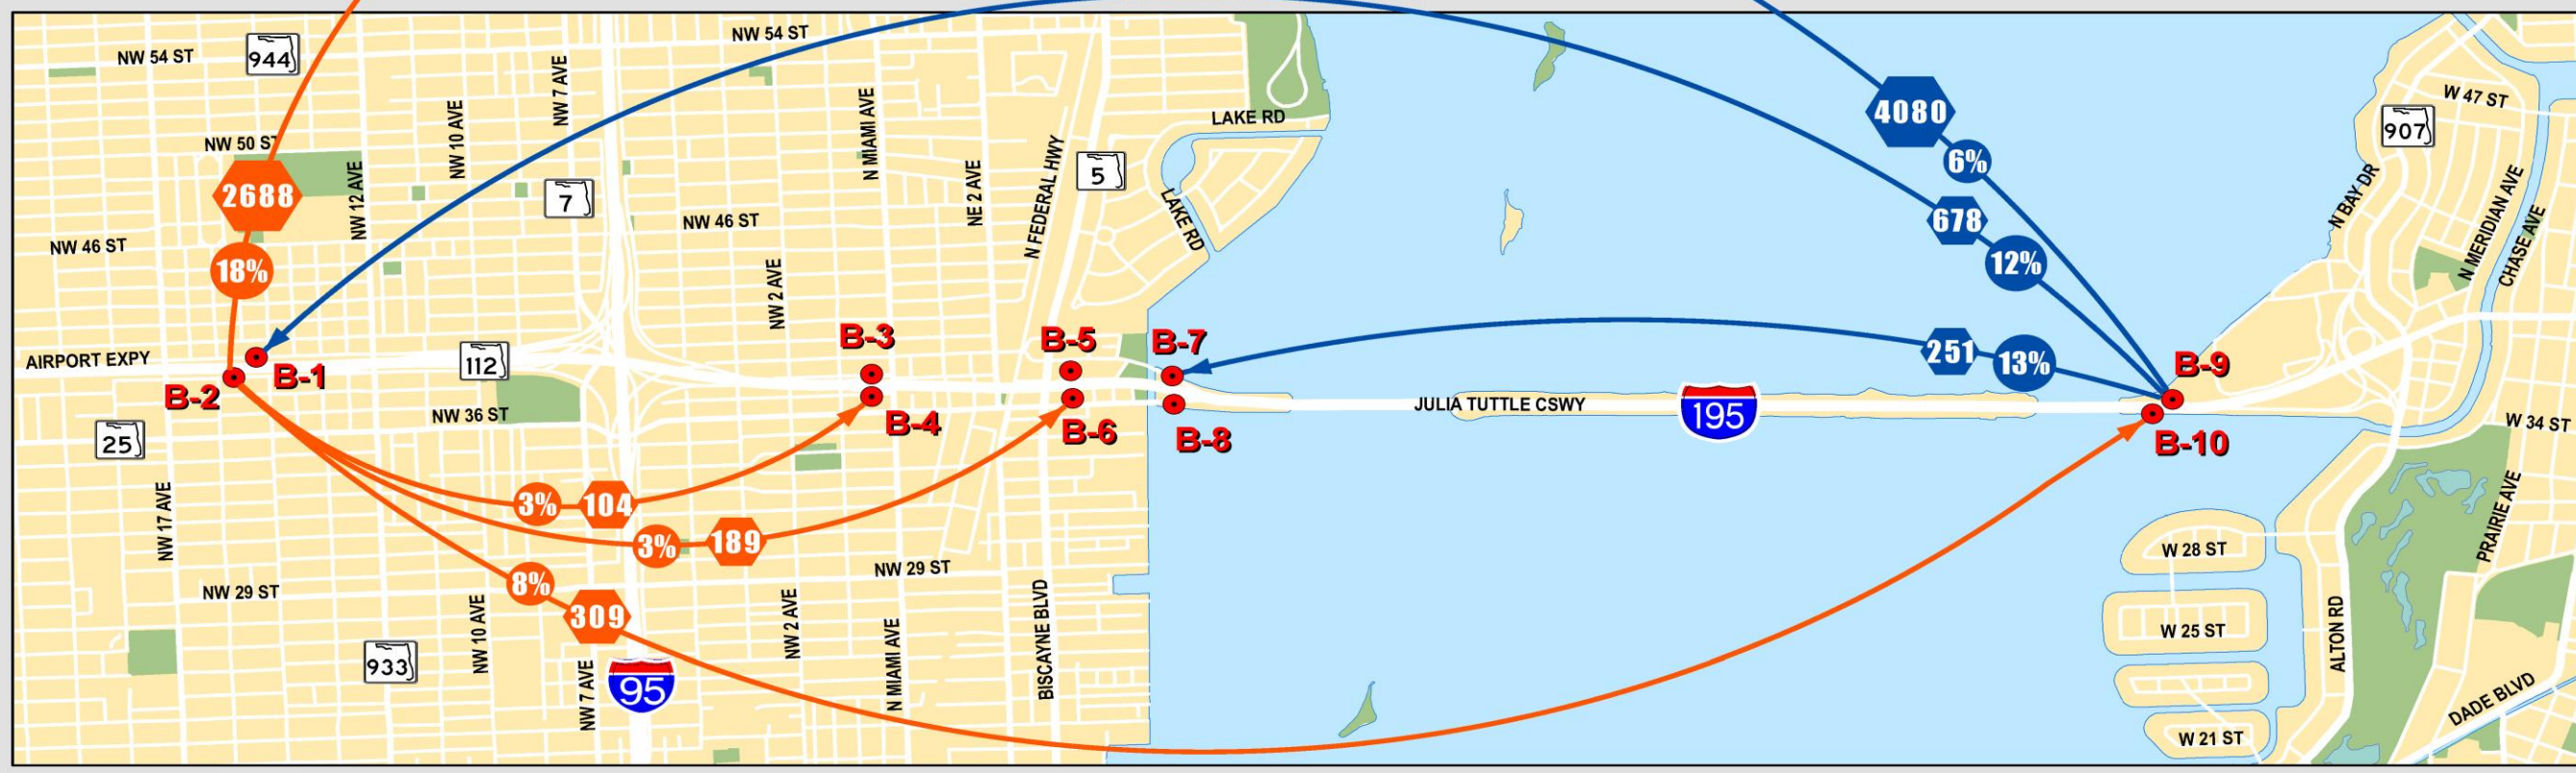 NW 54 ST
944
NW 54 ST
NW 7 AVE
NW 10 AVE
N MIAMI AVE
LAKE RD
4080
6%
W 47 ST
907
NW 50 ST
2688
NW 12 AVE
7
NE 2 AVE
N FEDERAL HWY
5
LAKE RD
678
12%
N BAY DR
N MERIDIAN AVE
CHASE AVE
NW 46 ST
NW 46 ST
18%
NW 2 AVE
AIRPORT EXPY
B-1
B-2
112
B-3
B-4
B-5
B-6
B-7
B-8
251
13%
B-9
B-10
JULIA TUTTLE CSWY
195
NW 36 ST
25
W 34 ST
NW 17 AVE
3%
104
3%
189
PRAIRIE AVE
8%
309
NW 29 ST
NW 29 ST
W 28 ST
NW 10 AVE
NW 2 AVE
N MIAMI AVE
BISCAYNE BLVD
W 25 ST
ALTON RD
933
NW 7 AVE
95
W 21 ST
DADE BLVD